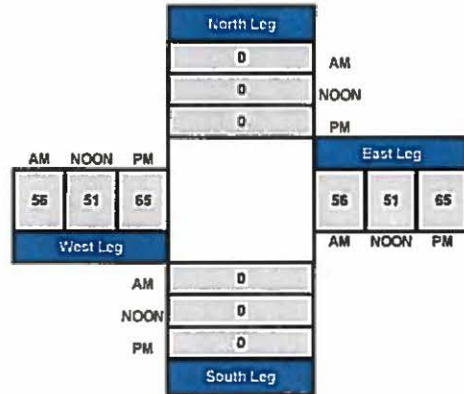 North Leg
0 AM
0 NOON
0 PM
AM NOON PM
East Leg
56 51 65
56 51 65
West Leg
AM NOON PM
AM 0
NOON 0
PM 0
South Leg